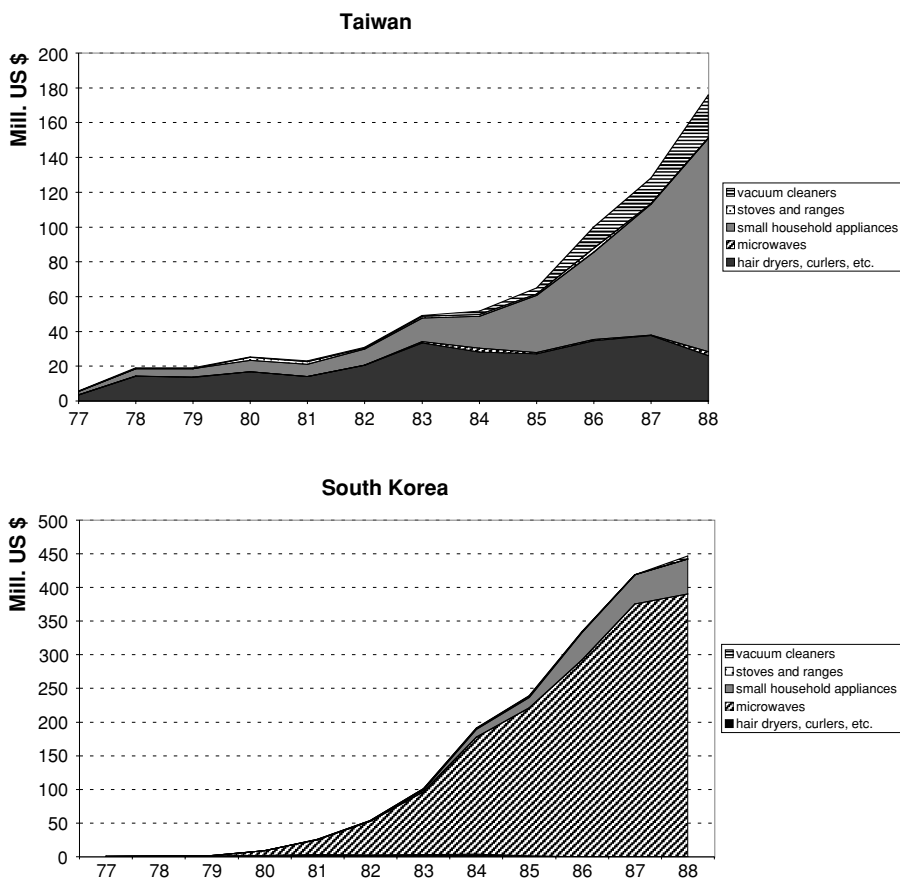 Taiwan
Mill. US $
200
180
160
140
120
100
80
60
40
20
0
77 78 79 80 81 82 83 84 85 86 87 88
vacuum cleaners
stoves and ranges
small household appliances
microwaves
hair dryers, curlers, etc.
South Korea
Mill. US $
500
450
400
350
300
250
200
150
100
50
0
77 78 79 80 81 82 83 84 85 86 87 88
vacuum cleaners
stoves and ranges
small household appliances
microwaves
hair dryers, curlers, etc.